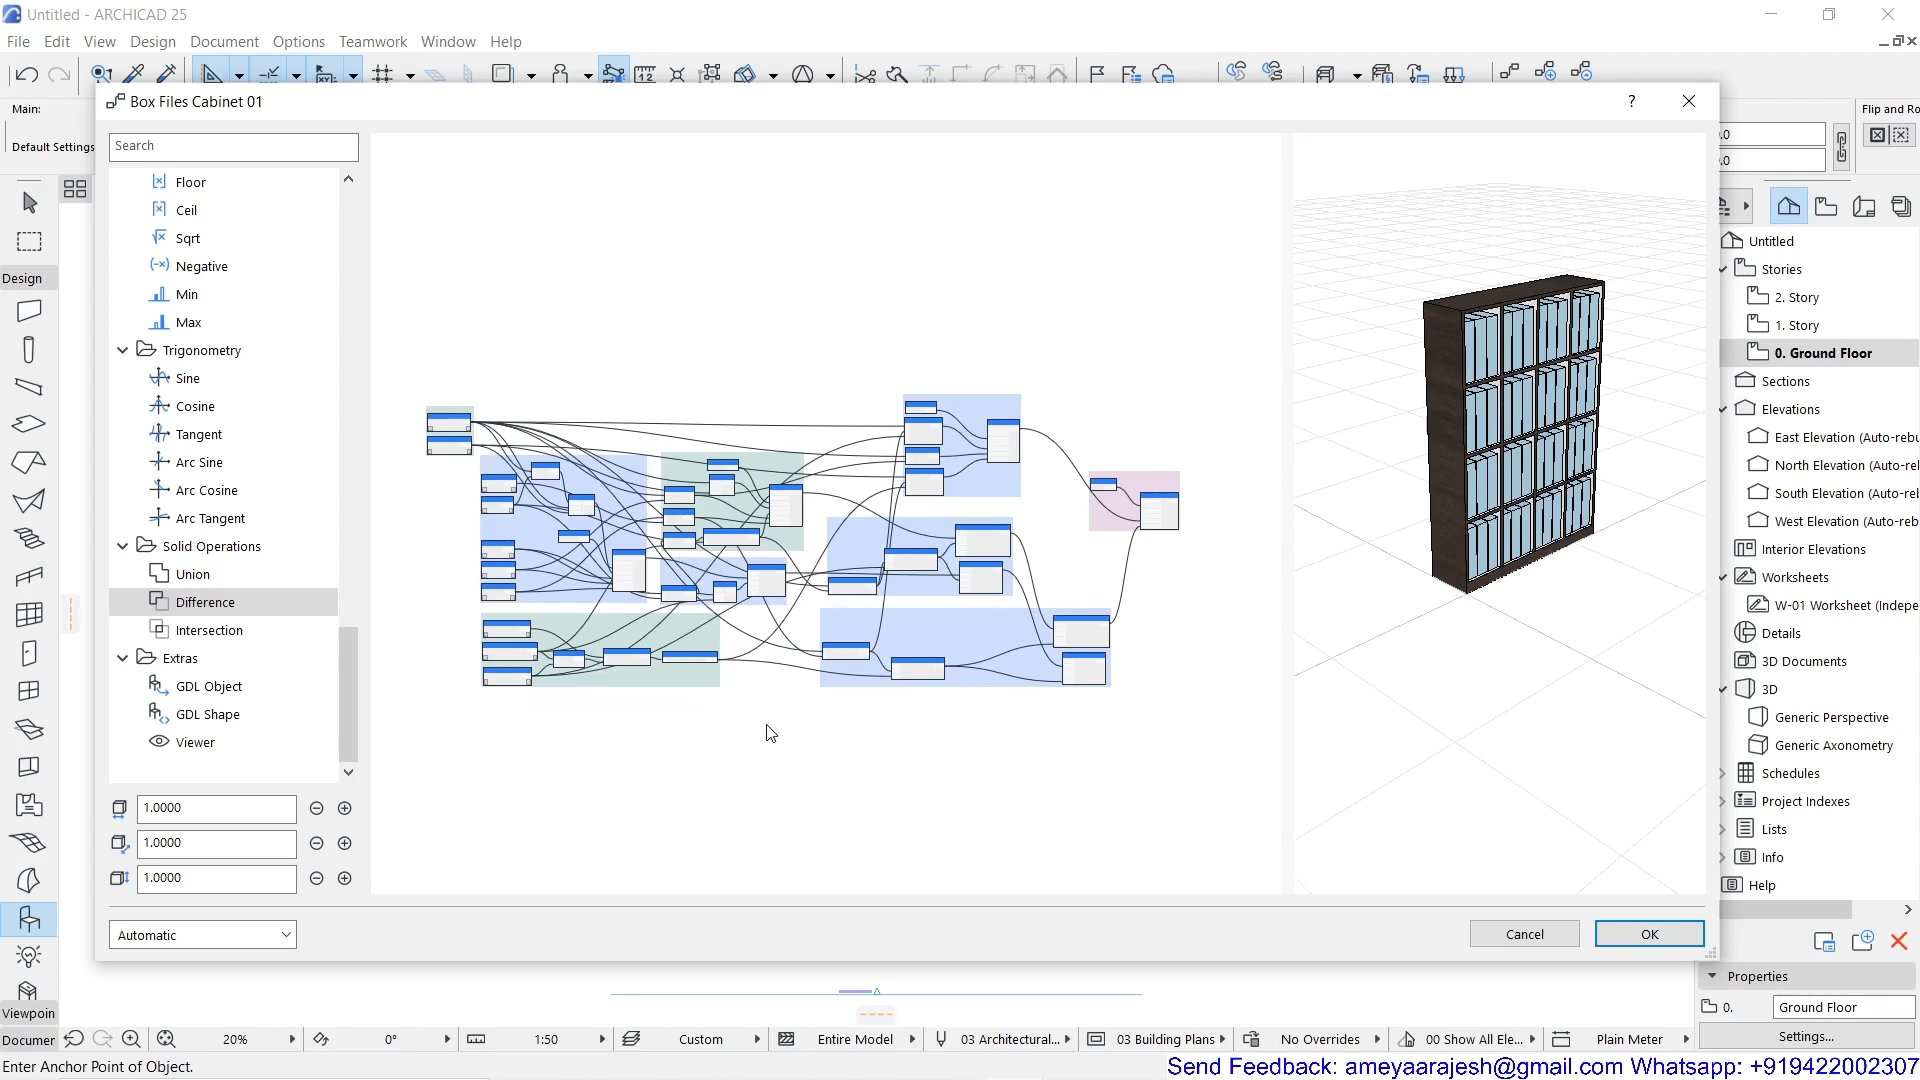 Untitled - ARCHICAD 25
File Edit View Design Document Options Teamwork Window Help
Main:
Default Settings
Box Files Cabinet 01
?
Flip and Ro
.0
.0
Search
Floor
Ceil
Sqrt
Negative
Min
Max
Trigonometry
Sine
Cosine
Tangent
Arc Sine
Arc Cosine
Arc Tangent
Solid Operations
Union
Difference
Intersection
Extras
GDL Object
GDL Shape
Viewer
1.0000
1.0000
1.0000
Automatic
Cancel
OK
Design
Viewpoin
Documer
Untitled
Stories
2. Story
1. Story
0. Ground Floor
Sections
Elevations
East Elevation (Auto-rebu
North Elevation (Auto-rel
South Elevation (Auto-rel
West Elevation (Auto-reb
Interior Elevations
Worksheets
W-01 Worksheet (Indepe
Details
3D Documents
3D
Generic Perspective
Generic Axonometry
Schedules
Project Indexes
Lists
Info
Help
Properties
0. Ground Floor
Settings...
20% 0° 1:50 Custom Entire Model 03 Architectural... 03 Building Plans No Overrides 00 Show All Ele... Plain Meter
Enter Anchor Point of Object.
Send Feedback: ameyaarajesh@gmail.com Whatsapp: +919422002307